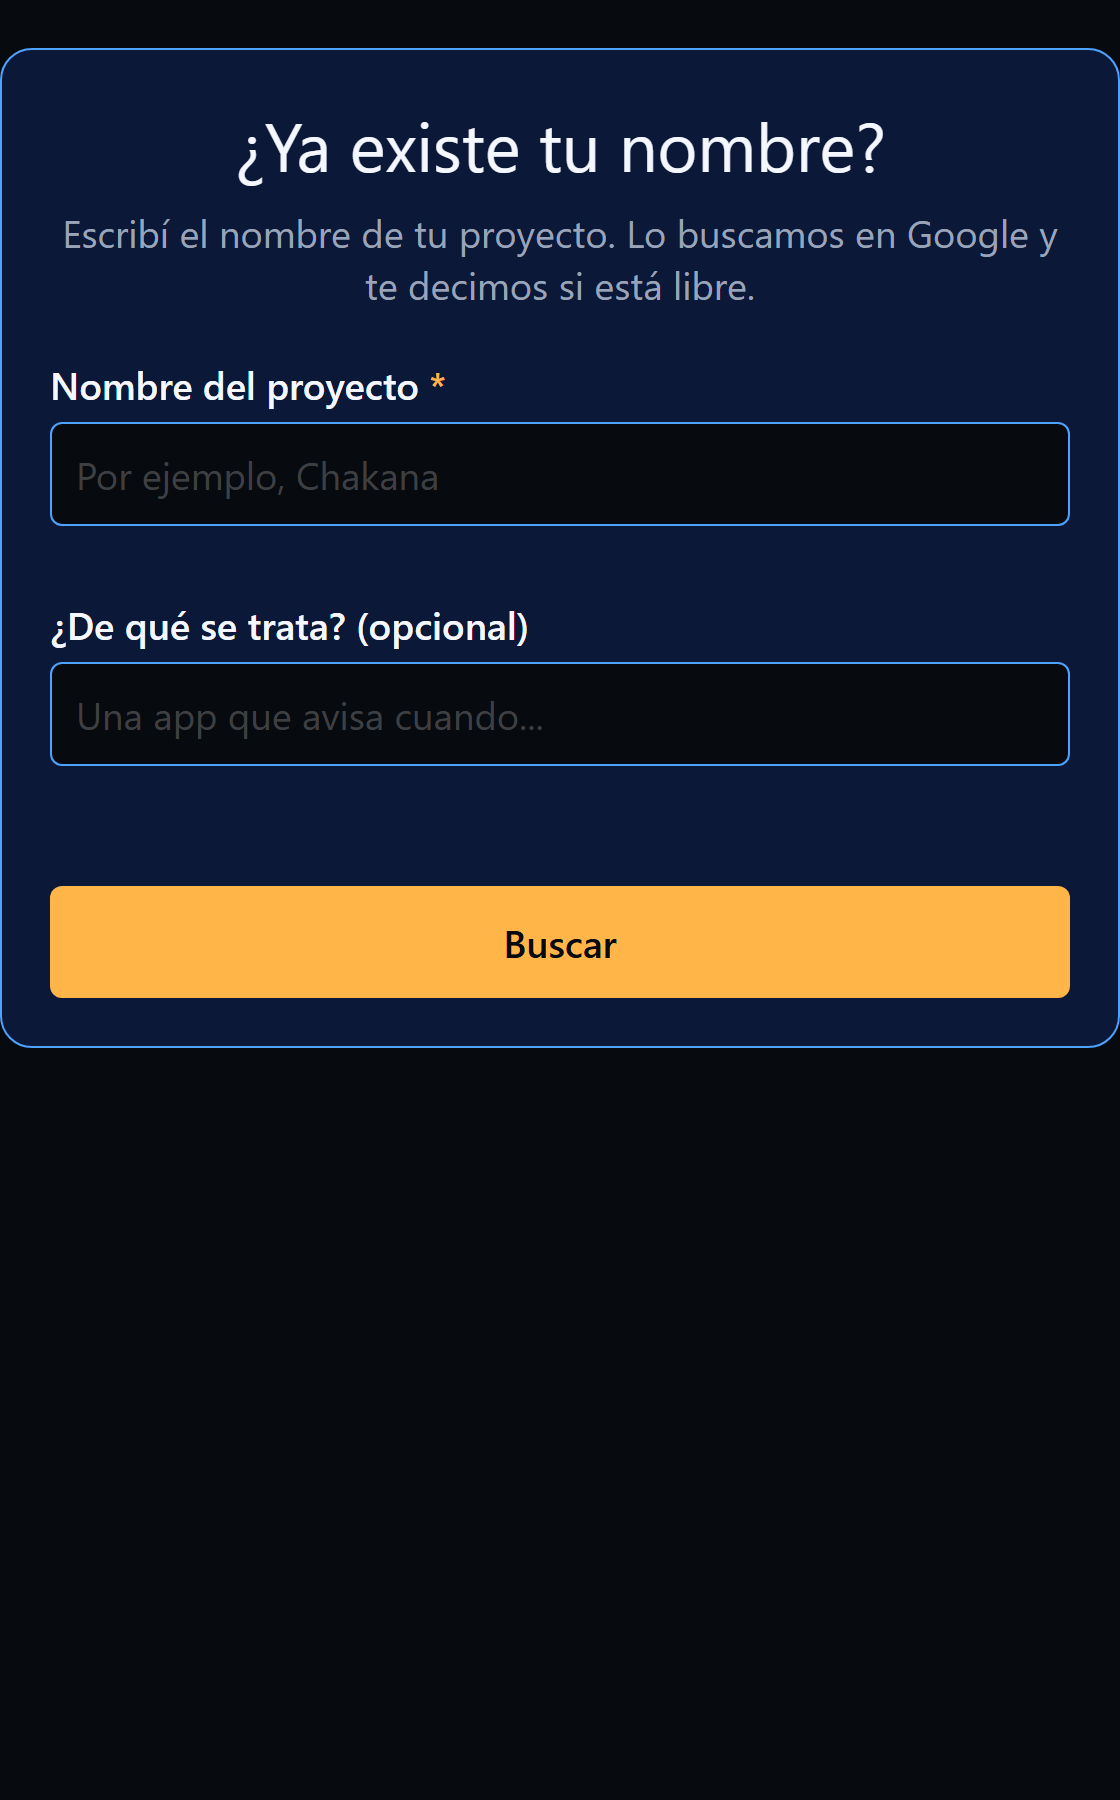 ¿Ya existe tu nombre?
Escribí el nombre de tu proyecto. Lo buscamos en Google y
te decimos si está libre.
Nombre del proyecto *
Por ejemplo, Chakana
¿De qué se trata? (opcional)
Una app que avisa cuando...
Buscar